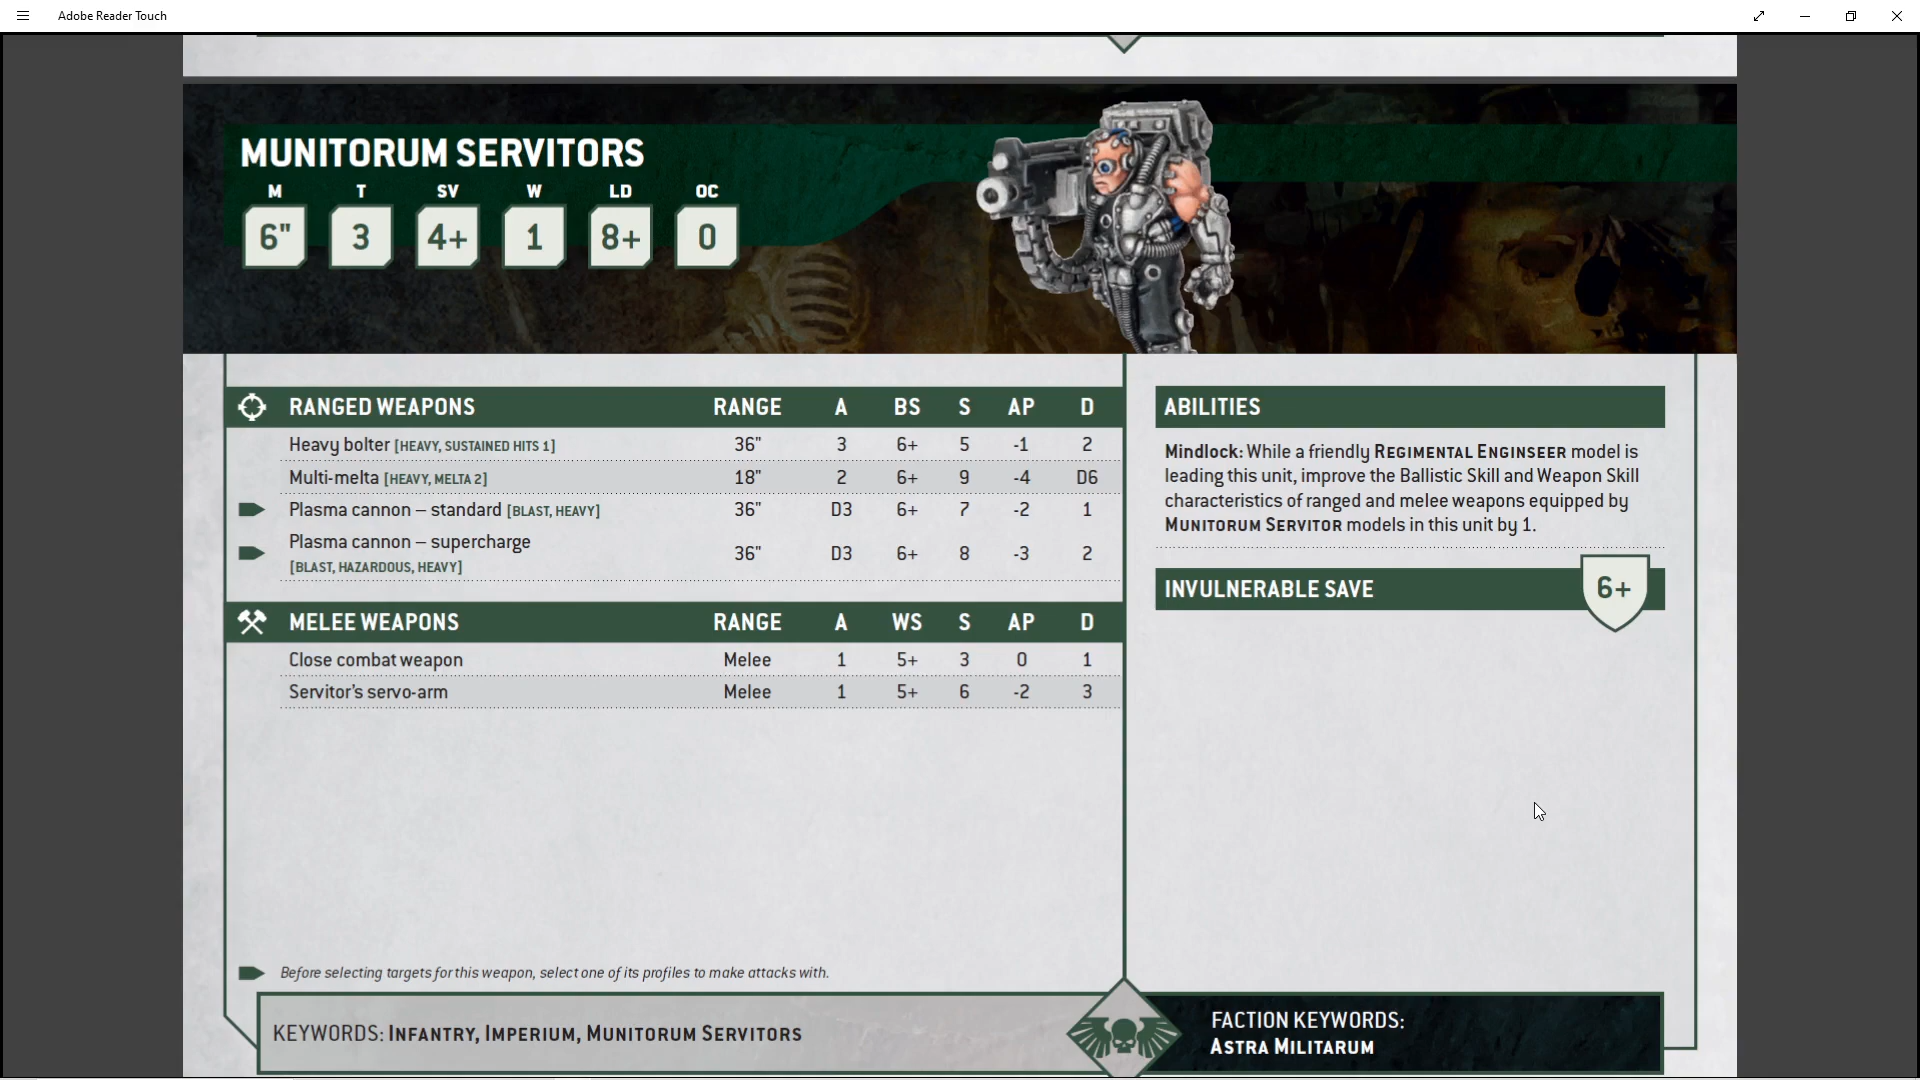 Adobe Reader Touch
MUNITORUM SERVITORS
M T SV W LD OC
6" 3 4+ 1 8+ 0
RANGED WEAPONS RANGE A BS S AP D
Heavy bolter [HEAVY, SUSTAINED HITS 1] 36" 3 6+ 5 -1 2
Multi-melta [HEAVY, MELTA 2] 18" 2 6+ 9 -4 D6
Plasma cannon – standard [BLAST, HEAVY] 36" D3 6+ 7 -2 1
Plasma cannon – supercharge
[BLAST, HAZARDOUS, HEAVY] 36" D3 6+ 8 -3 2
MELEE WEAPONS RANGE A WS S AP D
Close combat weapon Melee 1 5+ 3 0 1
Servitor's servo-arm Melee 1 5+ 6 -2 3
Before selecting targets for this weapon, select one of its profiles to make attacks with.
ABILITIES
Mindlock: While a friendly REGIMENTAL ENGINSEER model is
leading this unit, improve the Ballistic Skill and Weapon Skill
characteristics of ranged and melee weapons equipped by
MUNITORUM SERVITOR models in this unit by 1.
INVULNERABLE SAVE 6+
KEYWORDS: INFANTRY, IMPERIUM, MUNITORUM SERVITORS
FACTION KEYWORDS:
ASTRA MILITARUM